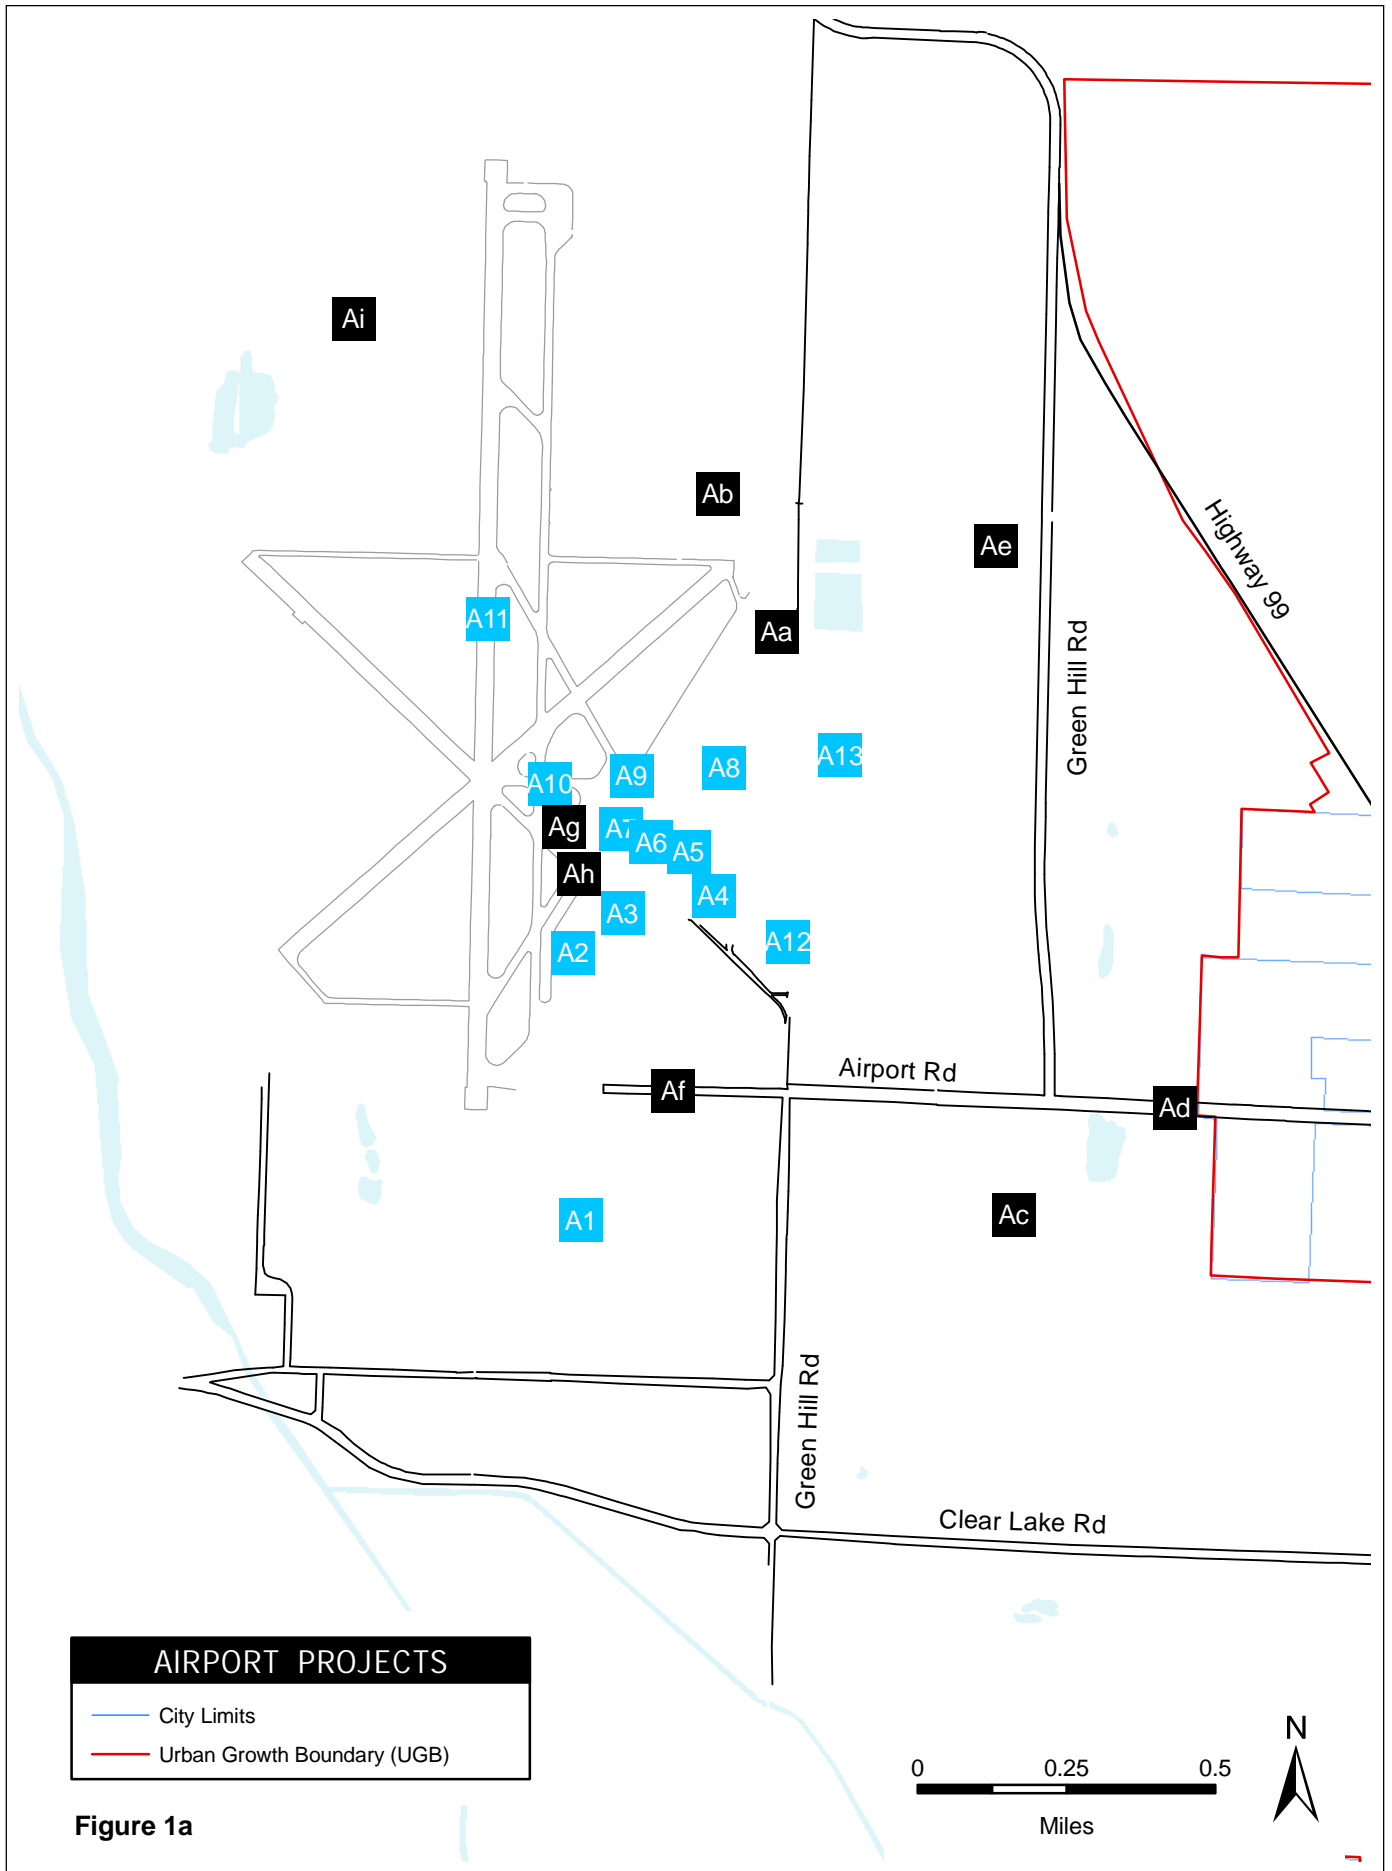 Ai
Ab
Ae
Highway 99
A11
Aa
Green Hill Rd
A10
A9
A8
A13
Ag
A7
A6
A5
Ah
A4
A3
A2
A12
Airport Rd
Af
Ad
A1
Ac
Green Hill Rd
Clear Lake Rd
AIRPORT PROJECTS
City Limits
Urban Growth Boundary (UGB)
Figure 1a
N
0 0.25 0.5
Miles